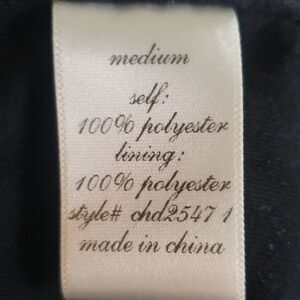 medium
self:
100% polyester
lining:
100% polyester
style# chd2547 1
made in china